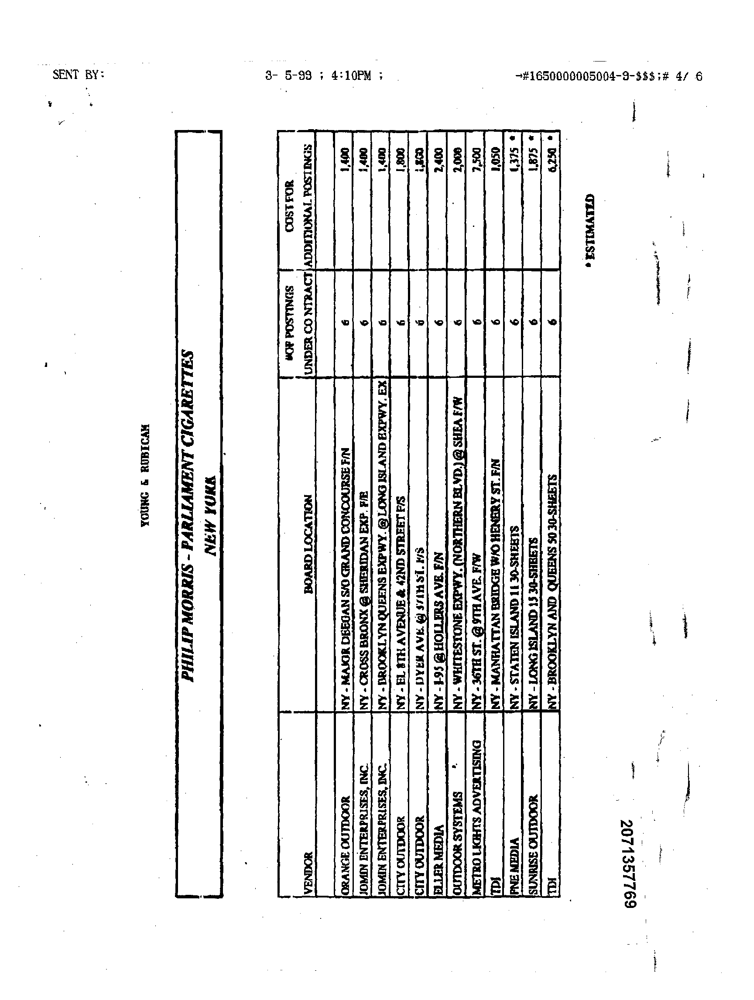 SENT BY: 3- 5-99 ; 4:10PM ; →#1650000005004-9-$$$;# 4/ 6
YOUNG & RUBICAM
PHILIP MORRIS - PARLIAMENT CIGARETTES
NEW YORK
VENDOR BOARD LOCATION #OF POSTINGS UNDER CO NTRACT COST FOR ADDITIONAL POSTINGS
ORANGE OUTDOOR NY - MAJOR DEEGAN S/O GRAND CONCOURSE F/N 6 1,400
JOMIN ENTERPRISES, INC. NY - CROSS BRONX @ SHERIDAN EXP. F/E 6 1,400
JOMIN ENTERPRISES, INC. NY - BROOKLYN QUEENS EXPWY. @ LONG ISLAND EXPWY. EX 6 1,400
CITY OUTDOOR NY - EL 8TH AVENUE & 42ND STREET F/S 6 1,800
CITY OUTDOOR NY - DYER AVE. @ 37TH ST. F/S 6 1,800
ELLER MEDIA NY - I-95 @ HOLLERS AVE. F/N 6 2,400
OUTDOOR SYSTEMS NY - WHITESTONE EXPWY. (NORTHERN BLVD.) @ SHEA F/W 6 2,000
METRO LIGHTS ADVERTISING NY - 36TH ST. @ 9TH AVE. F/W 6 7,500
TDI NY - MANHATTAN BRIDGE W/O HENERY ST. F/N 6 1,050
PNE MEDIA NY - STATEN ISLAND 11 30-SHEETS 6 1,375 *
SUNRISE OUTDOOR NY - LONG ISLAND 15 30-SHEETS 6 1,875 *
TDI NY - BROOKLYN AND QUEENS 50 30-SHEETS 6 6,250 *
* ESTIMATED
2071357769